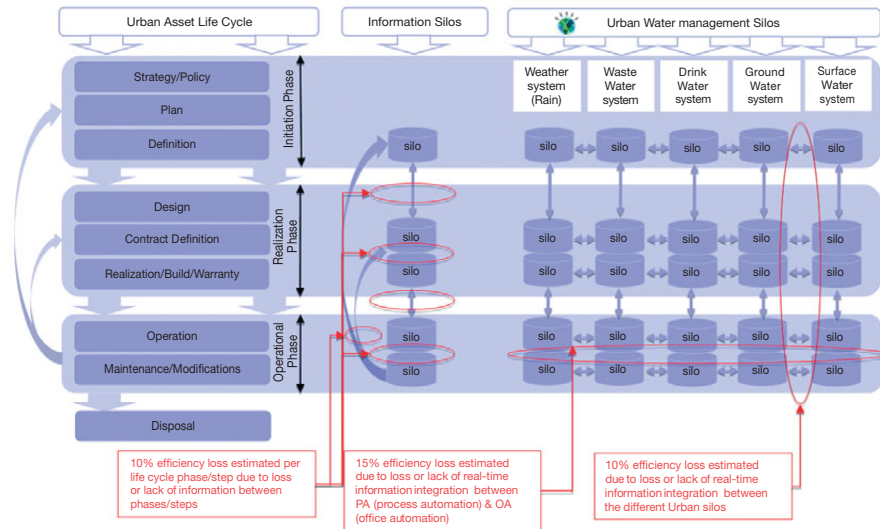 Urban Asset Life Cycle
Information Silos
Urban Water management Silos
Strategy/Policy
Plan
Definition
Initiation Phase
Weather
system
(Rain)
Waste
Water
system
Drink
Water
system
Ground
Water
system
Surface
Water
system
silo
silo silo silo silo silo
Design
Contract Definition
Realization/Build/Warranty
Realization
Phase
silo
silo silo silo silo silo
silo
silo silo silo silo silo
Operation
Maintenance/Modifications
Operational
Phase
silo
silo silo silo silo silo
silo
silo silo silo silo silo
Disposal
10% efficiency loss estimated per
life cycle phase/step due to loss
or lack of information between
phases/steps
15% efficiency loss estimated
due to loss or lack of real-time
information integration between
PA (process automation) & OA
(office automation)
10% efficiency loss estimated
due to loss or lack of real-time
information integration between
the different Urban silos